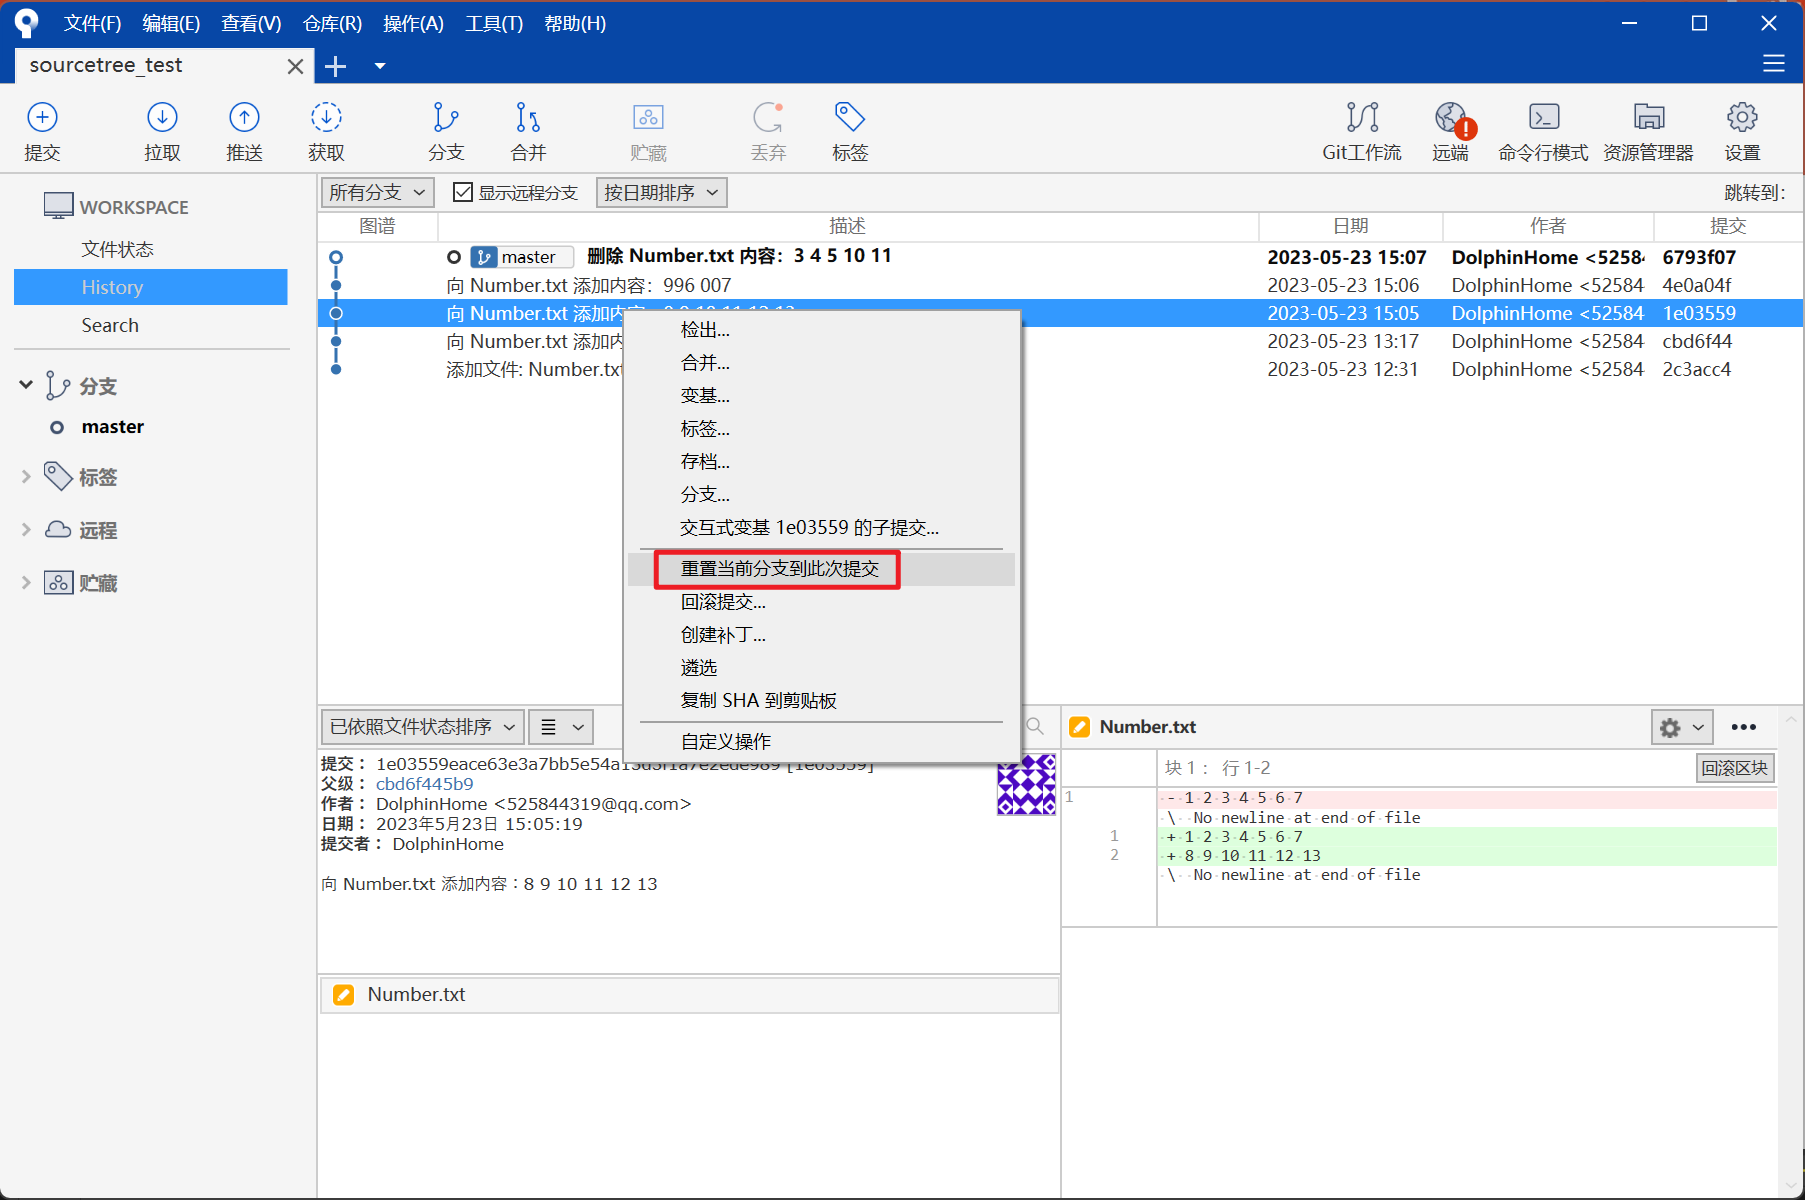 文件(F) 编辑(E) 查看(V) 仓库(R) 操作(A) 工具(T) 帮助(H)
sourcetree_test
提交 拉取 推送 获取 分支 合并 贮藏 丢弃 标签 Git工作流 远端 命令行模式 资源管理器 设置
WORKSPACE
文件状态
History
Search
分支
master
标签
远程
贮藏
所有分支 显示远程分支 按日期排序 跳转到:
图谱 描述 日期 作者 提交
master 删除 Number.txt 内容：3 4 5 10 11 2023-05-23 15:07 DolphinHome <5258 6793f07
向 Number.txt 添加内容：996 007 2023-05-23 15:06 DolphinHome <52584 4e0a04f
向 Number.txt 添加内容：8 9 10 11 12 13 2023-05-23 15:05 DolphinHome <52584 1e03559
向 Number.txt 添加内 2023-05-23 13:17 DolphinHome <52584 cbd6f44
添加文件: Number.txt 2023-05-23 12:31 DolphinHome <52584 2c3acc4
检出...
合并...
变基...
标签...
存档...
分支...
交互式变基 1e03559 的子提交...
重置当前分支到此次提交
回滚提交...
创建补丁...
遴选
复制 SHA 到剪贴板
自定义操作
已依照文件状态排序
提交： 1e03559eace63e3a7bb5e54a13d3f1a7e2ede989 [1e03559]
父级： cbd6f445b9
作者： DolphinHome <525844319@qq.com>
日期： 2023年5月23日 15:05:19
提交者： DolphinHome
向 Number.txt 添加内容：8 9 10 11 12 13
Number.txt
Number.txt
块 1： 行 1-2 回滚区块
1 - 1 2 3 4 5 6 7
\ No newline at end of file
1 + 1 2 3 4 5 6 7
2 + 8 9 10 11 12 13
\ No newline at end of file